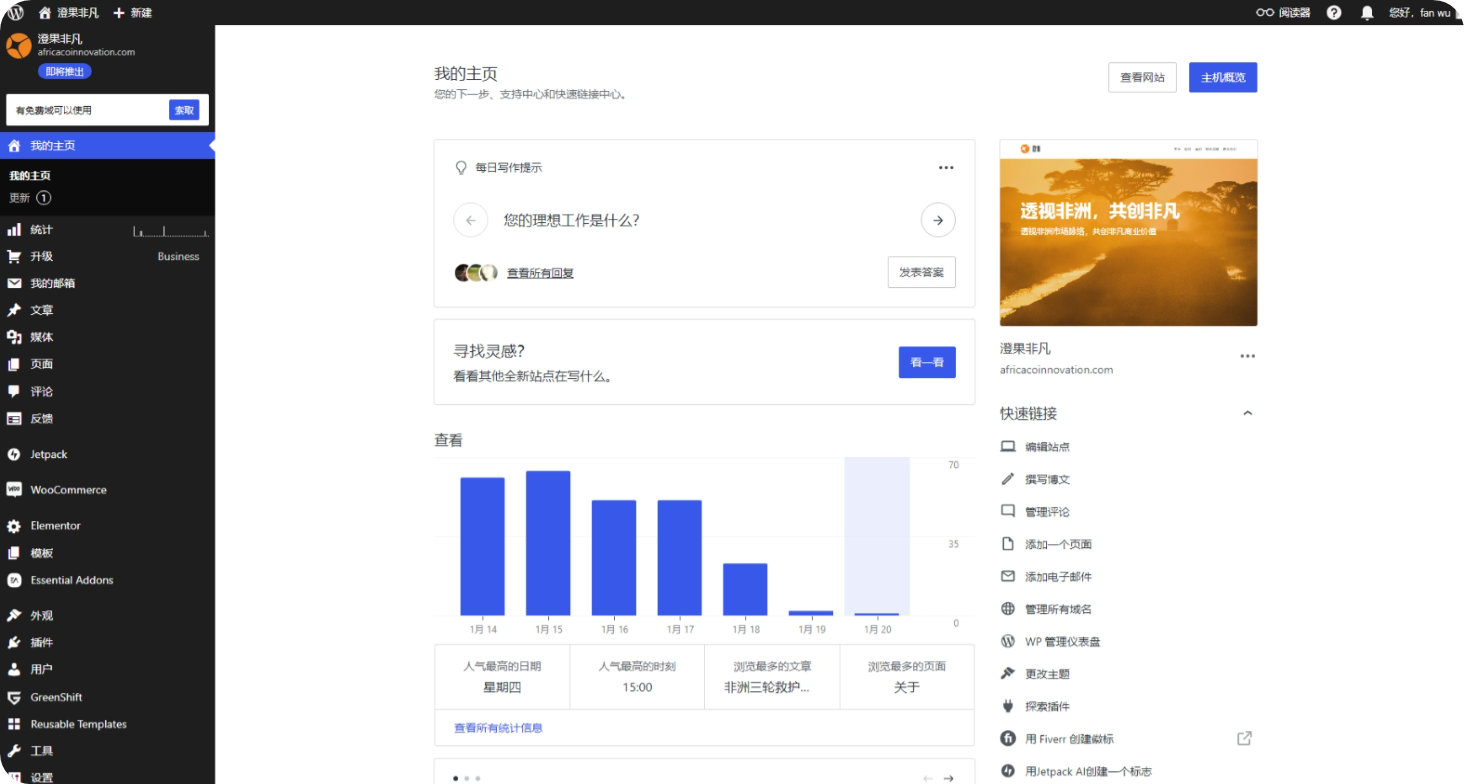 澄果非凡
新建
阅读器
您好，fan wu
澄果非凡
africacoinnovation.com
即将推出
有免费域可以使用
索取
我的主页
我的主页
更新 1
统计
升级 Business
我的邮箱
文章
媒体
页面
评论
反馈
Jetpack
WooCommerce
Elementor
模板
Essential Addons
外观
插件
用户
GreenShift
Reusable Templates
工具
设置
我的主页
您的下一步、支持中心和快速链接中心。
查看网站
主机概览
每日写作提示
您的理想工作是什么？
查看所有回复
发表答案
寻找灵感？
看看其他全新站点在写什么。
看一看
查看
70
35
0
1月 14
1月 15
1月 16
1月 17
1月 18
1月 19
1月 20
人气最高的日期
星期四
人气最高的时刻
15:00
浏览最多的文章
非洲三轮救护...
浏览最多的页面
关于
查看所有统计信息
透视非洲，共创非凡
透视非洲市场脉络，共创非凡商业价值
澄果非凡
africacoinnovation.com
快速链接
编辑站点
撰写博文
管理评论
添加一个页面
添加电子邮件
管理所有域名
WP 管理仪表盘
更改主题
探索插件
用 Fiverr 创建徽标
用Jetpack AI创建一个标志